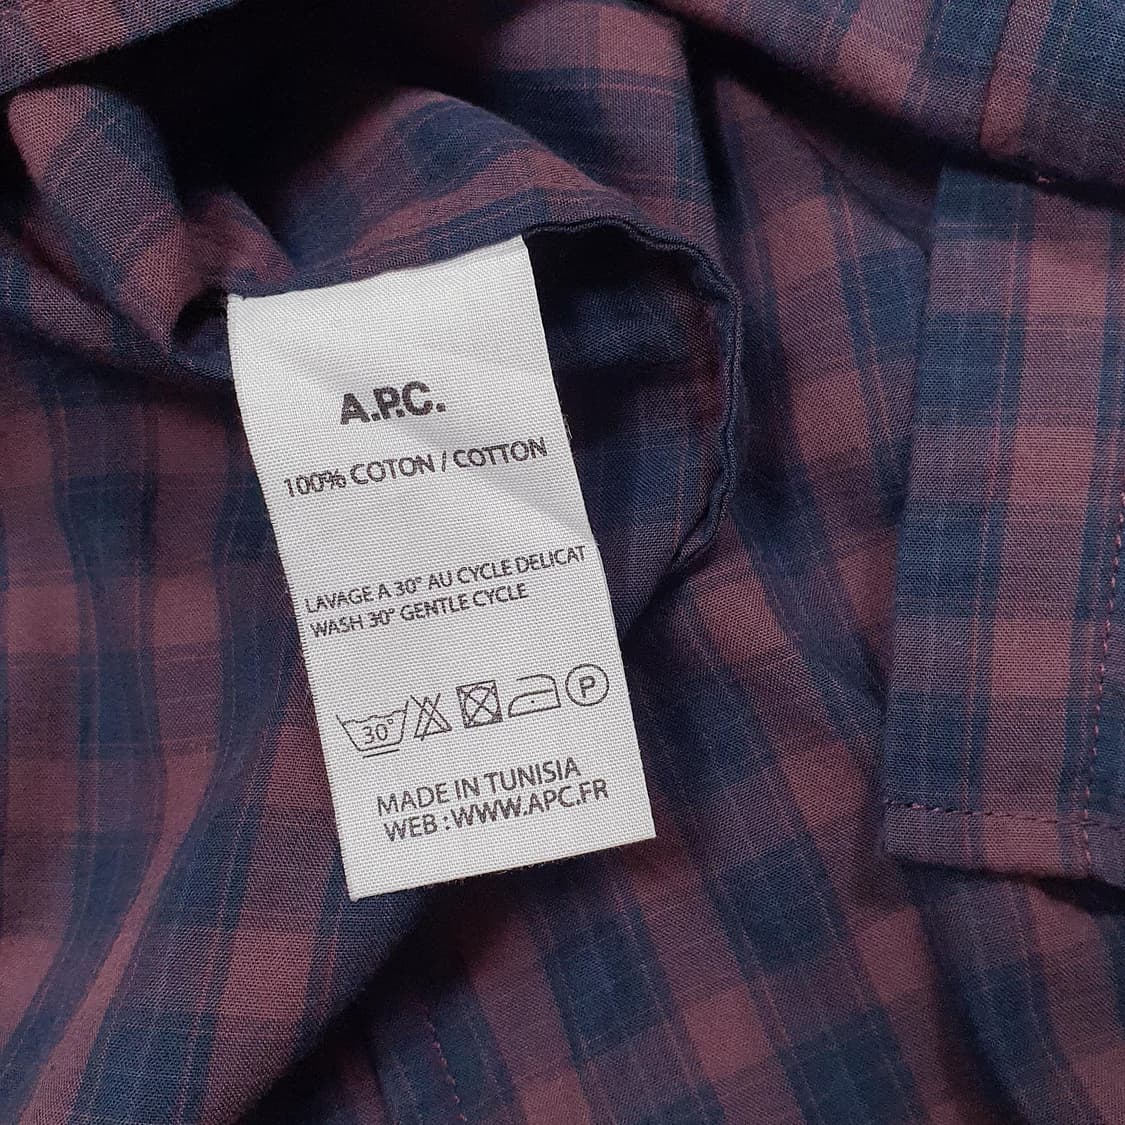 A.P.C.
100% COTON / COTTON
LAVAGE A 30° AU CYCLE DELICAT
WASH 30° GENTLE CYCLE
30° P
MADE IN TUNISIA
WEB : WWW.APC.FR